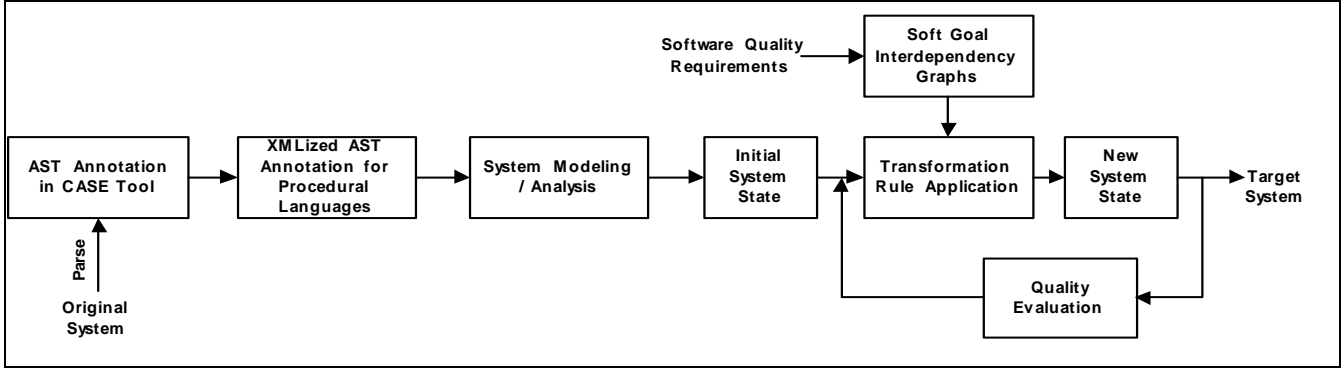 Soft Goal
Interdependency
Graphs
Software Quality
Requirements
AST Annotation
in CASE Tool
XMLized AST
Annotation for
Procedural
Languages
System Modeling
/ Analysis
Initial
System
State
Transformation
Rule Application
New
System
State
Target
System
Parse
Original
System
Quality
Evaluation